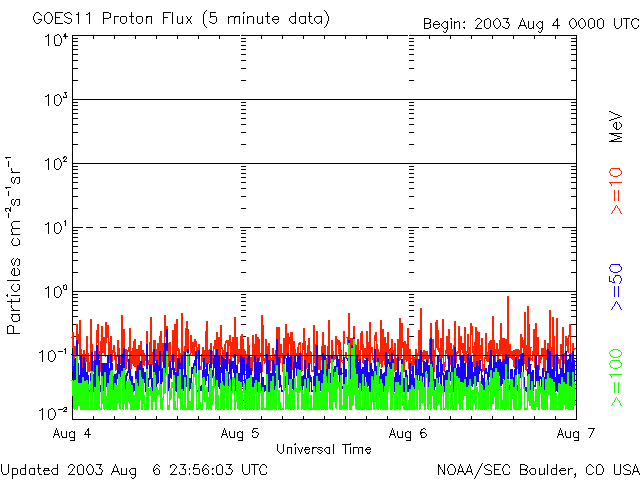 GOES11 Proton Flux (5 minute data)
Begin: 2003 Aug 4 0000 UTC
10⁴
10³
10²
10¹
10⁰
10⁻¹
10⁻²
Particles cm⁻²s⁻¹sr⁻¹
MeV
>=10
>=50
>=100
Aug 4
Aug 5
Aug 6
Aug 7
Universal Time
Updated 2003 Aug 6 23:56:03 UTC
NOAA/SEC Boulder, CO USA